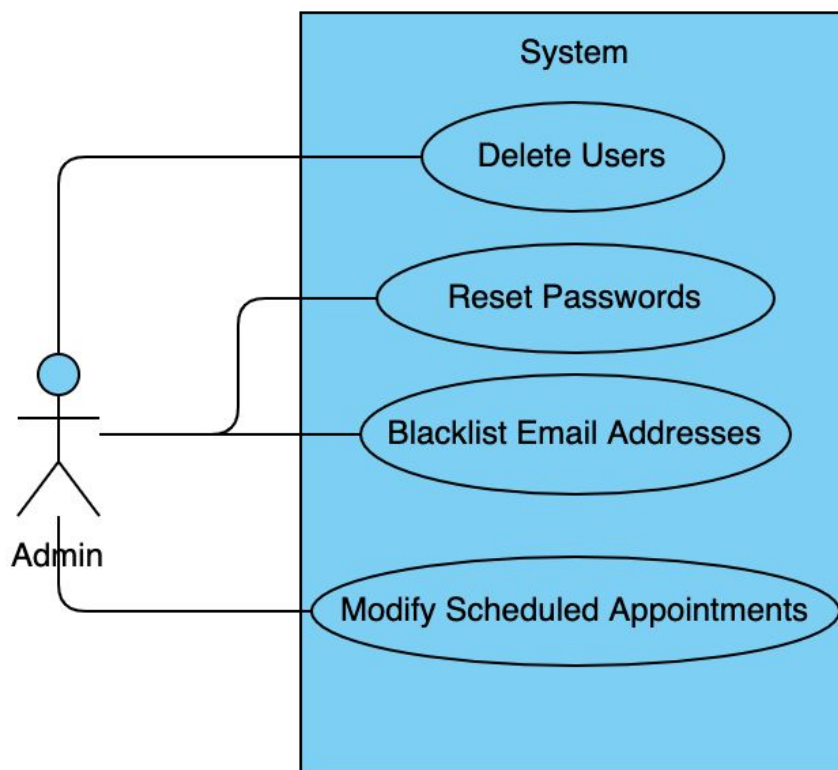 System
Delete Users
Reset Passwords
Blacklist Email Addresses
Admin
Modify Scheduled Appointments